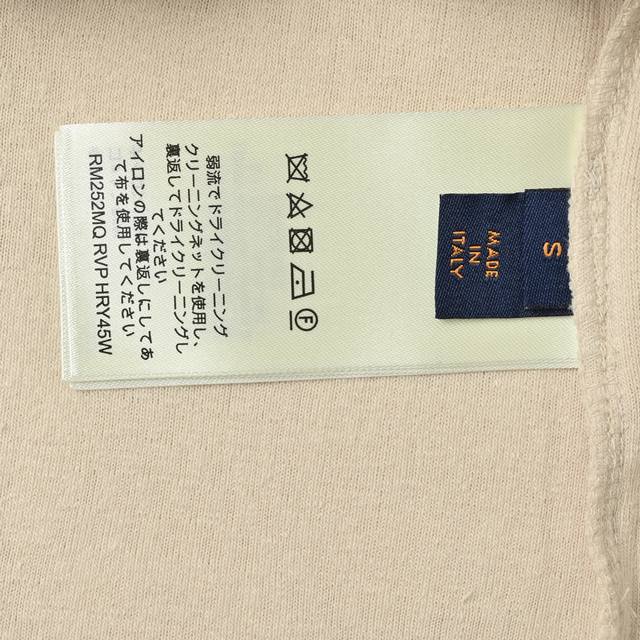 弱流でドライクリーニング
クリーニングネットを使用し、
裏返してドライクリーニングし
てください
アイロンの際は裏返しにしてあ
て布を使用してください
RM252MQ RVP HRY45W
F
MADE
IN
ITALY
S